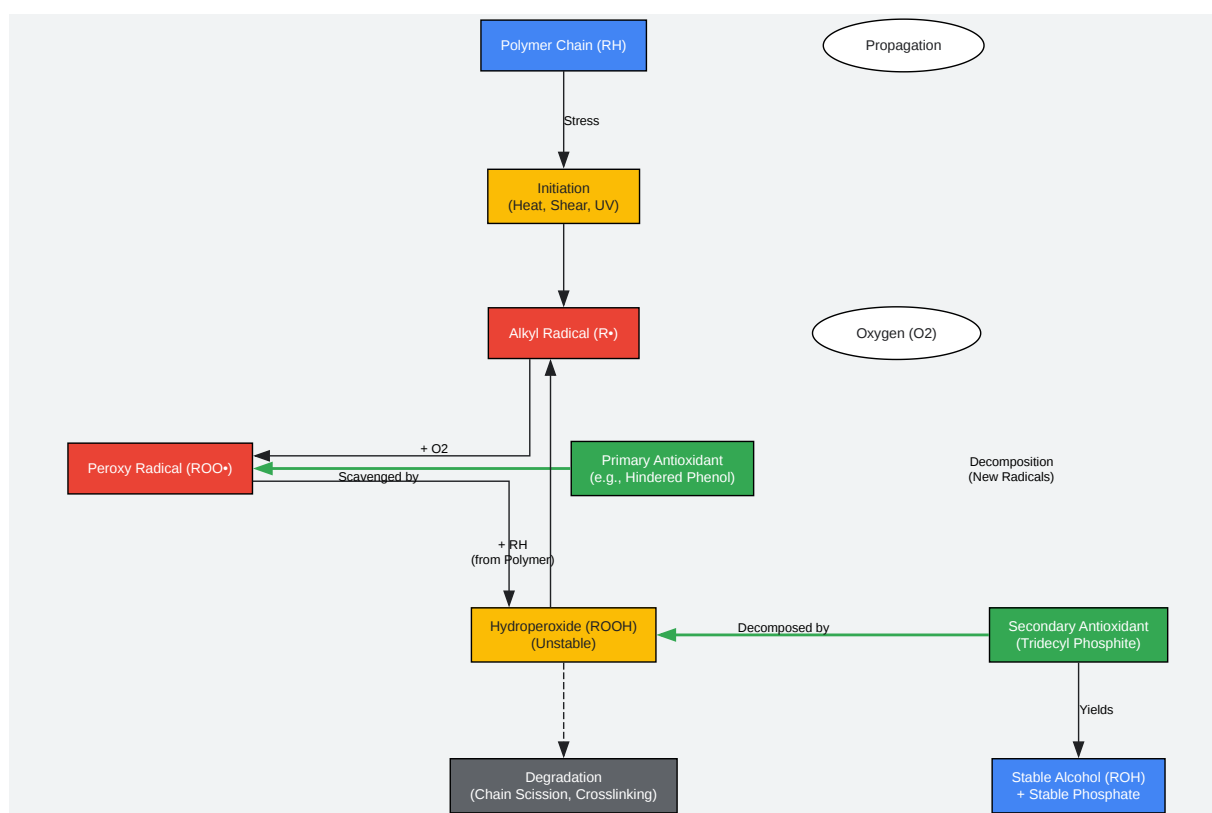 Polymer Chain (RH)
Propagation
Stress
Initiation
(Heat, Shear, UV)
Alkyl Radical (R•)
Oxygen (O2)
+ O2
Peroxy Radical (ROO•)
Scavenged by
Primary Antioxidant
(e.g., Hindered Phenol)
Decomposition
(New Radicals)
+ RH
(from Polymer)
Hydroperoxide (ROOH)
(Unstable)
Decomposed by
Secondary Antioxidant
(Tridecyl Phosphite)
Yields
Degradation
(Chain Scission, Crosslinking)
Stable Alcohol (ROH)
+ Stable Phosphate